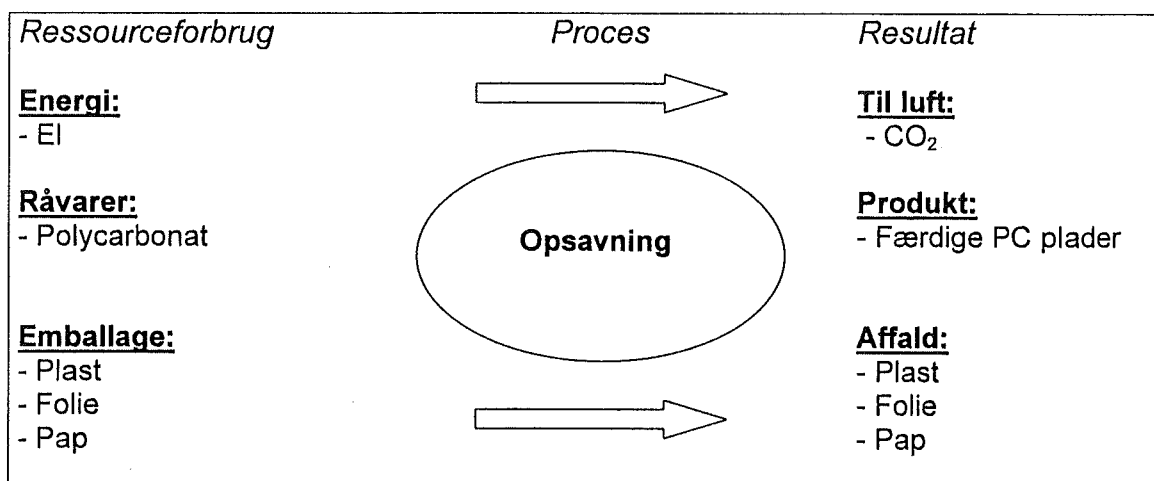 Ressourceforbrug Proces Resultat
Energi:
- El
Til luft:
- CO₂
Råvarer:
- Polycarbonat
Opsavning
Produkt:
- Færdige PC plader
Emballage:
- Plast
- Folie
- Pap
Affald:
- Plast
- Folie
- Pap